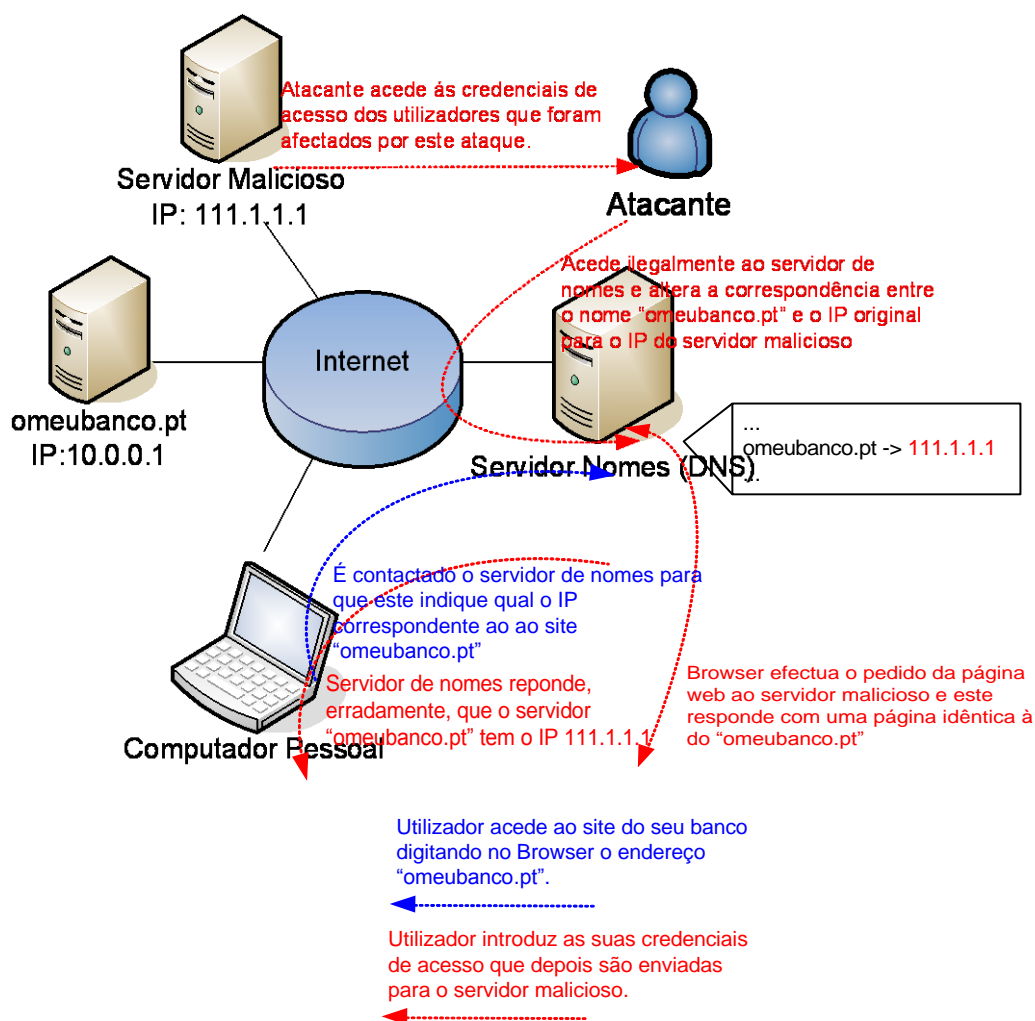 Atacante acede ás credenciais de
acesso dos utilizadores que foram
afectados por este ataque.
Servidor Malicioso
IP: 111.1.1.1
Atacante
Acede ilegalmente ao servidor de
nomes e altera a correspondência entre
o nome “omeubanco.pt” e o IP original
para o IP do servidor malicioso
Internet
omeubanco.pt
IP:10.0.0.1
Servidor Nomes (DNS)
...
omeubanco.pt -> 111.1.1.1
...
É contactado o servidor de nomes para
que este indique qual o IP
correspondente ao ao site
“omeubanco.pt”
Servidor de nomes reponde,
erradamente, que o servidor
“omeubanco.pt” tem o IP 111.1.1.1
Computador Pessoal
Browser efectua o pedido da página
web ao servidor malicioso e este
responde com uma página idêntica à
do “omeubanco.pt”
Utilizador acede ao site do seu banco
digitando no Browser o endereço
“omeubanco.pt”.
Utilizador introduz as suas credenciais
de acesso que depois são enviadas
para o servidor malicioso.